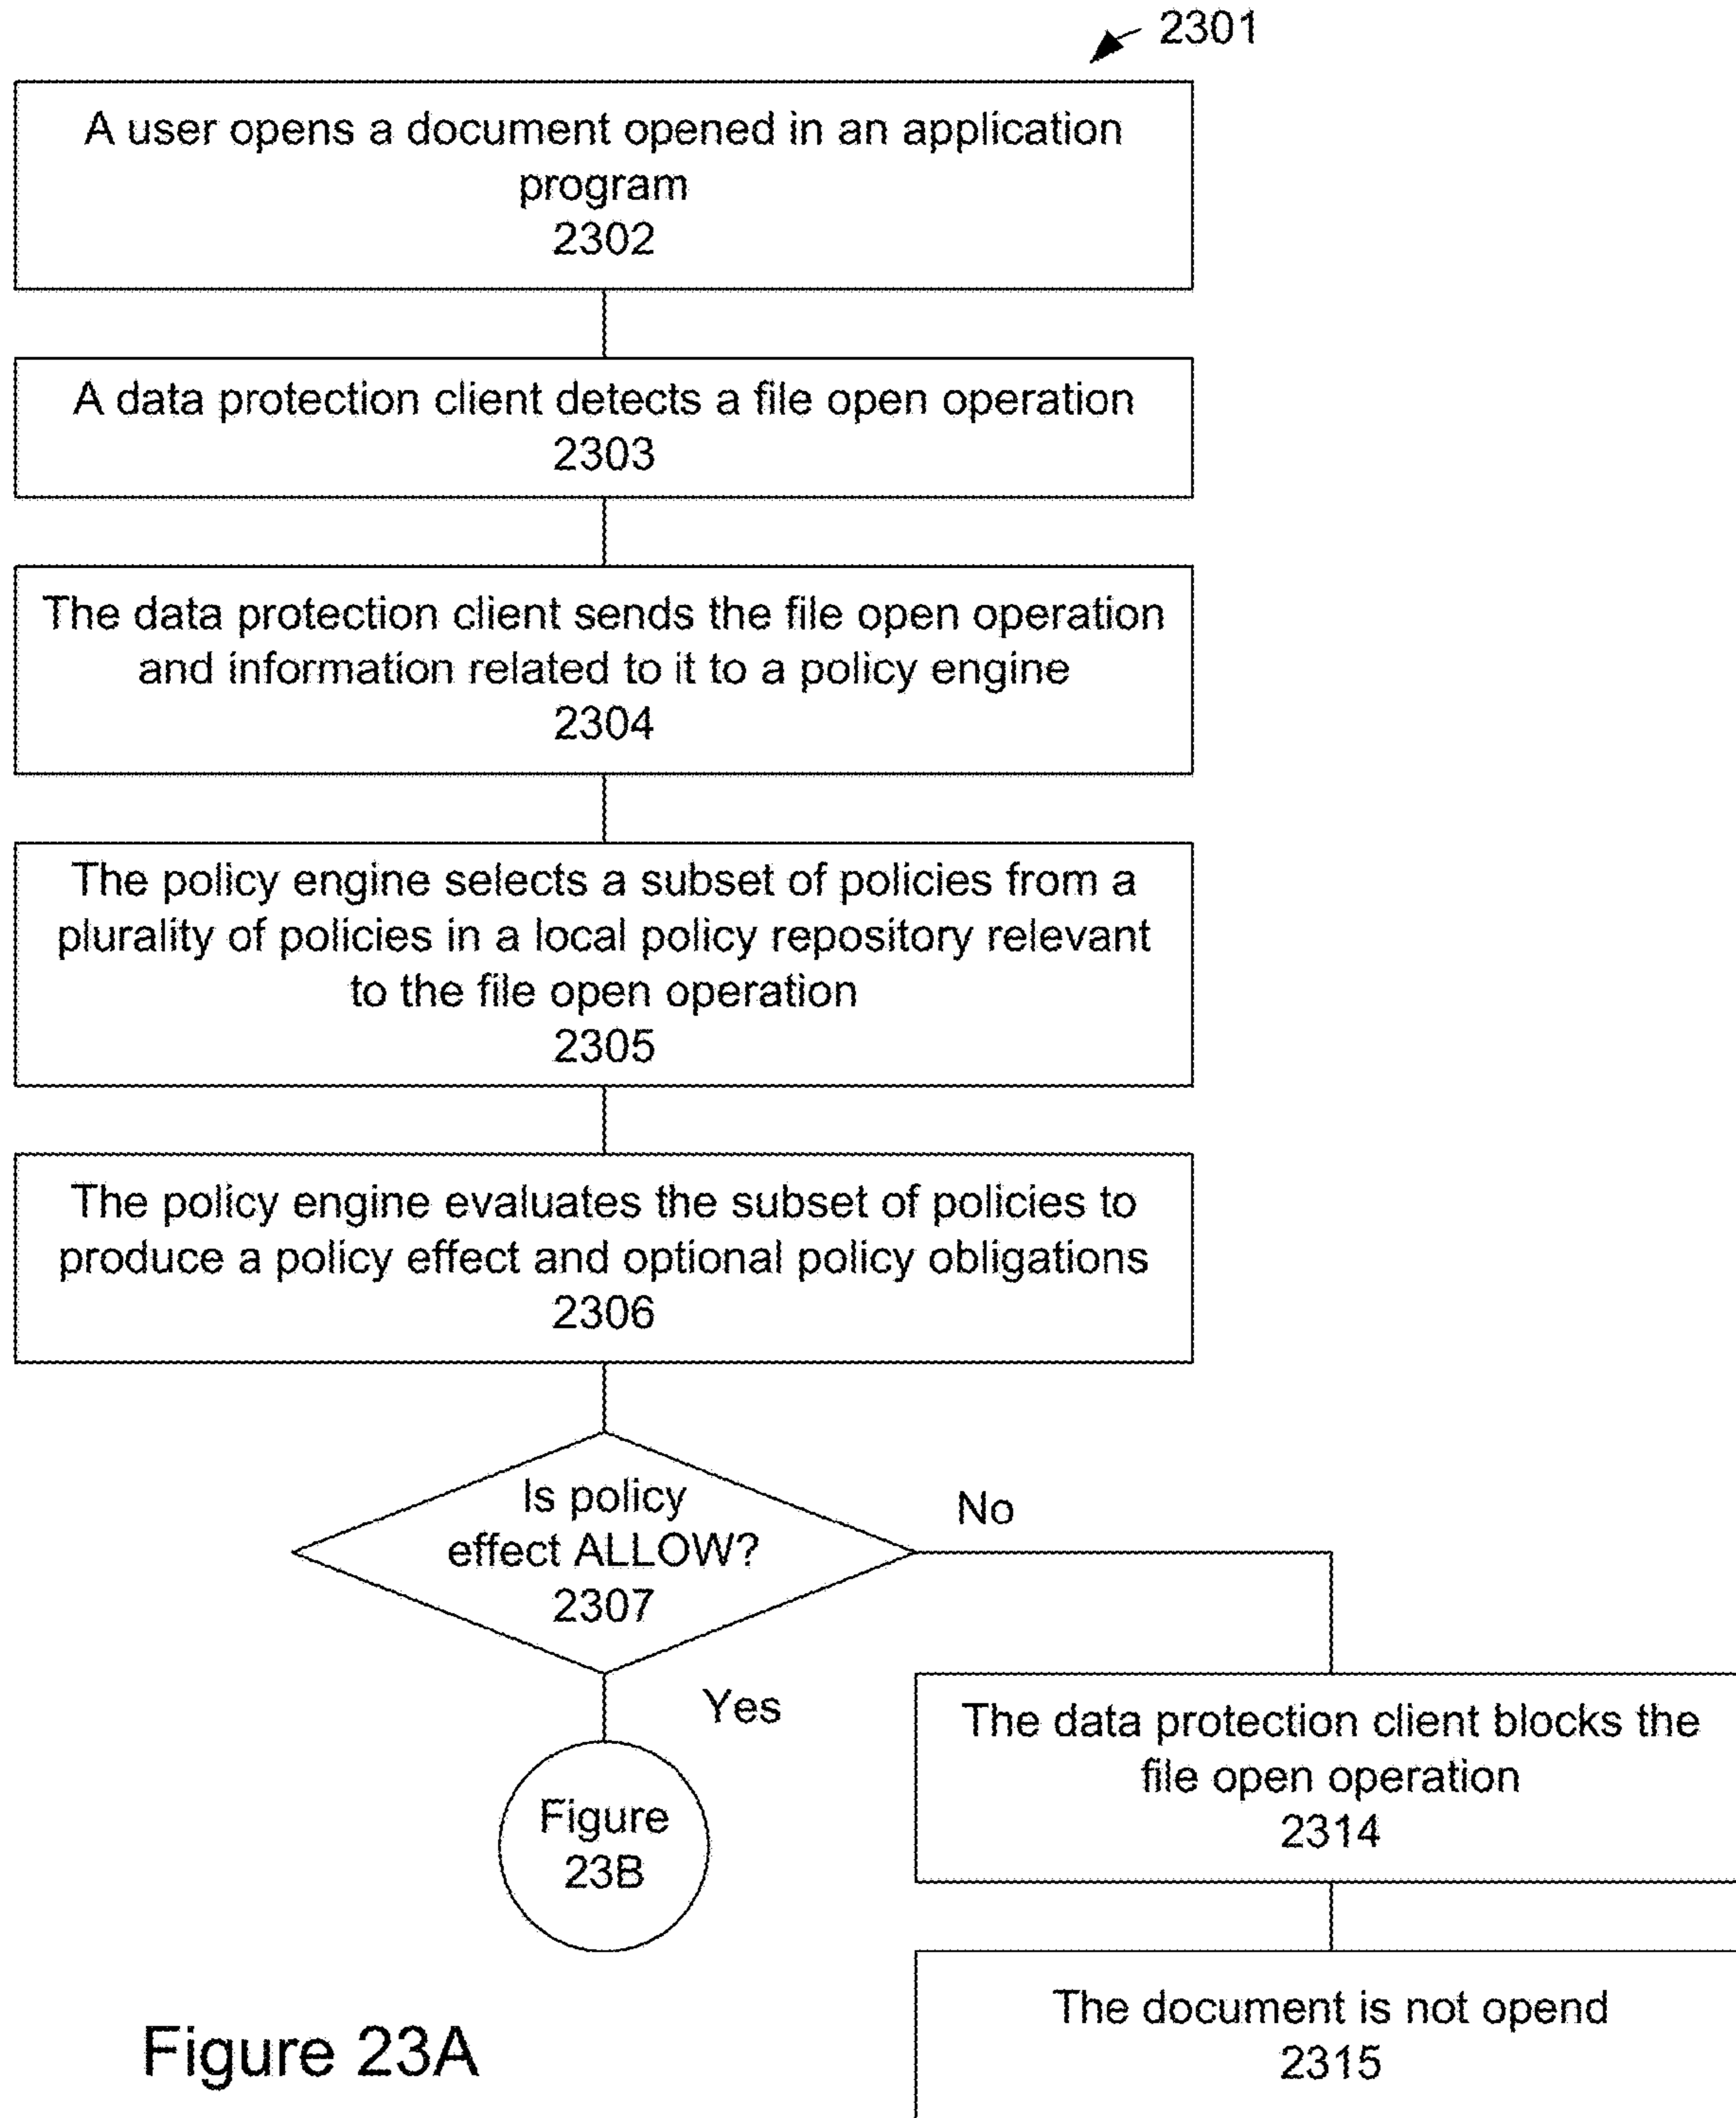 2301
A user opens a document opened in an application
program
2302
A data protection client detects a file open operation
2303
The data protection client sends the file open operation
and information related to it to a policy engine
2304
The policy engine selects a subset of policies from a
plurality of policies in a local policy repository relevant
to the file open operation
2305
The policy engine evaluates the subset of policies to
produce a policy effect and optional policy obligations
2306
Is policy
effect ALLOW?
2307
No
Yes
The data protection client blocks the
file open operation
2314
Figure
23B
The document is not opend
2315
Figure 23A